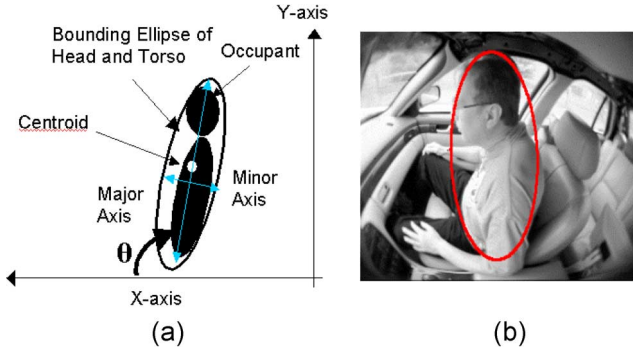 Y-axis
Bounding Ellipse of
Head and Torso
Occupant
Centroid
Minor
Axis
Major
Axis
θ
X-axis
(a)
(b)